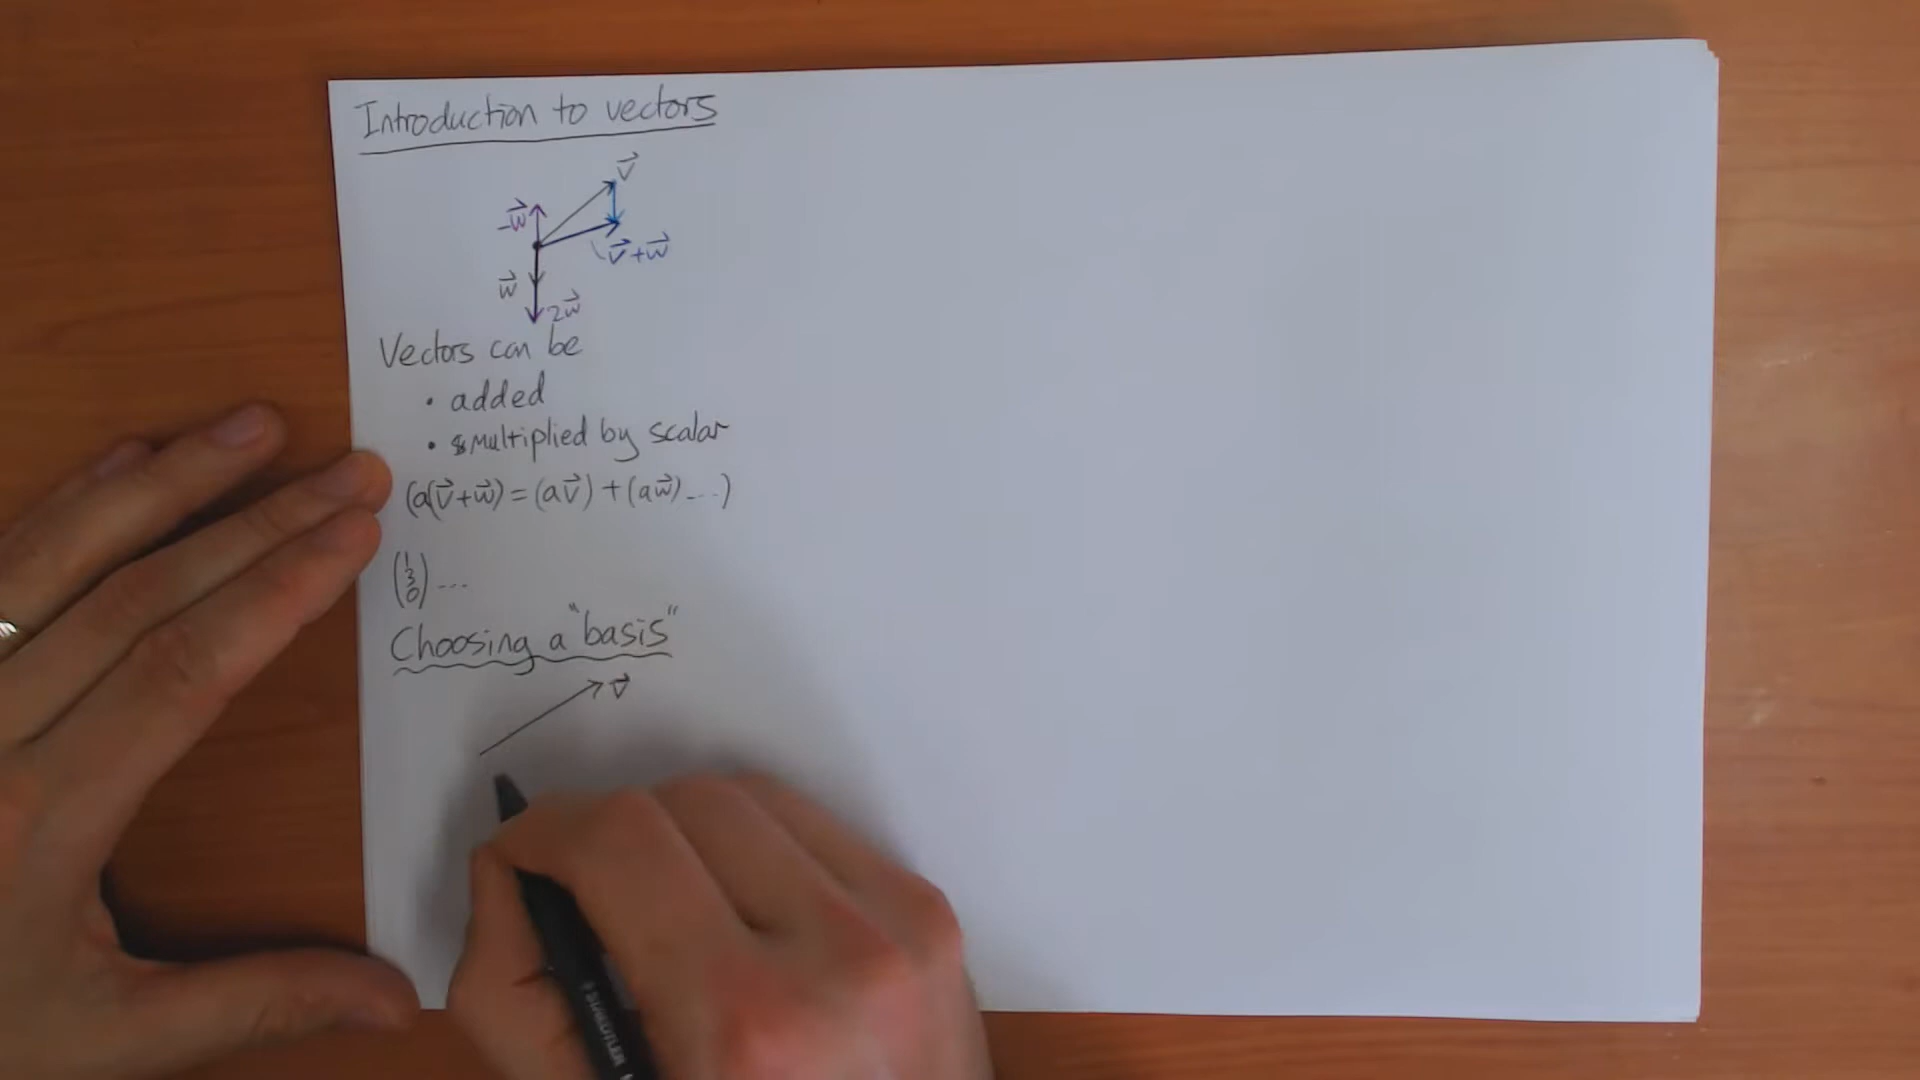 Introduction to vectors
v⃗
-w⃗
v⃗+w⃗
w⃗
2w⃗
Vectors can be
• added
• multiplied by scalar
(a(v⃗+w⃗) = (av⃗) + (aw⃗)...)
(1
3
0) ...
Choosing a "basis"
v⃗